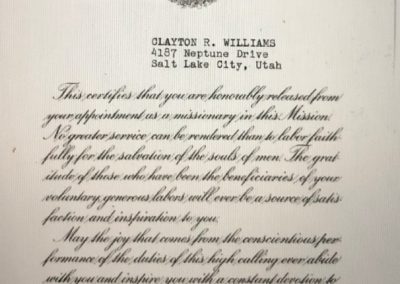 CLAYTON R. WILLIAMS
4187 Neptune Drive
Salt Lake City, Utah
This certifies that you are honorably released from
your appointment as a missionary in this Mission.
No greater service can be rendered than to labor faith-
fully for the salvation of the souls of men. The grat-
itude of those who have been the beneficiaries of your
voluntary, generous labors will ever be a source of satis-
faction and inspiration to you.
May the joy that comes from the conscientious per-
formance of the duties of this high calling ever abide
with you and inspire you with a constant devotion to